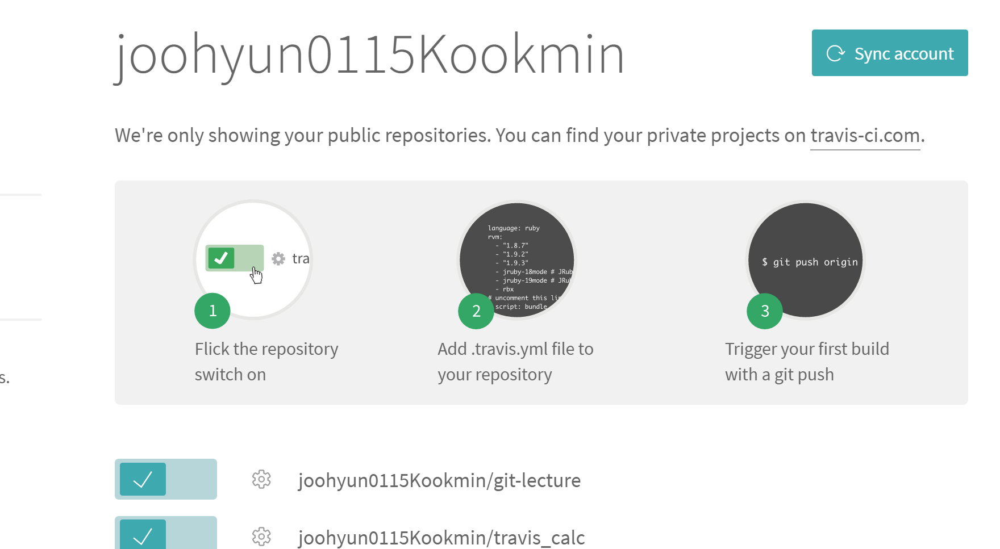 joohyun0115Kookmin
Sync account
We're only showing your public repositories. You can find your private projects on travis-ci.com.
tra
1
Flick the repository
switch on
language: ruby
rvm:
- "1.8.7"
- "1.9.2"
- "1.9.3"
- jruby-18mode # JRub
- jruby-19mode # JRu
- rbx
# uncomment this li
script: bundle
2
Add .travis.yml file to
your repository
$ git push origin
3
Trigger your first build
with a git push
s.
joohyun0115Kookmin/git-lecture
joohyun0115Kookmin/travis_calc